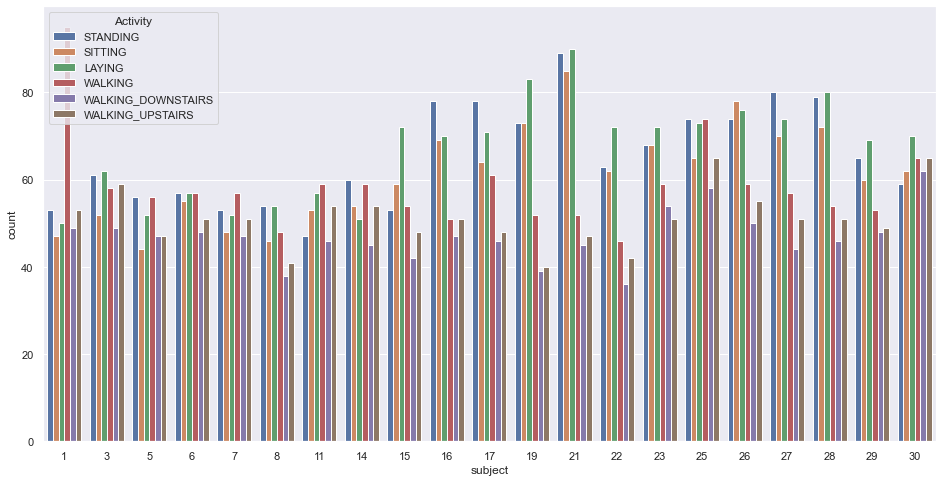 Activity
STANDING
SITTING
LAYING
WALKING
WALKING_DOWNSTAIRS
WALKING_UPSTAIRS
80
60
40
20
0
count
1 3 5 6 7 8 11 14 15 16 17 19 21 22 23 25 26 27 28 29 30
subject